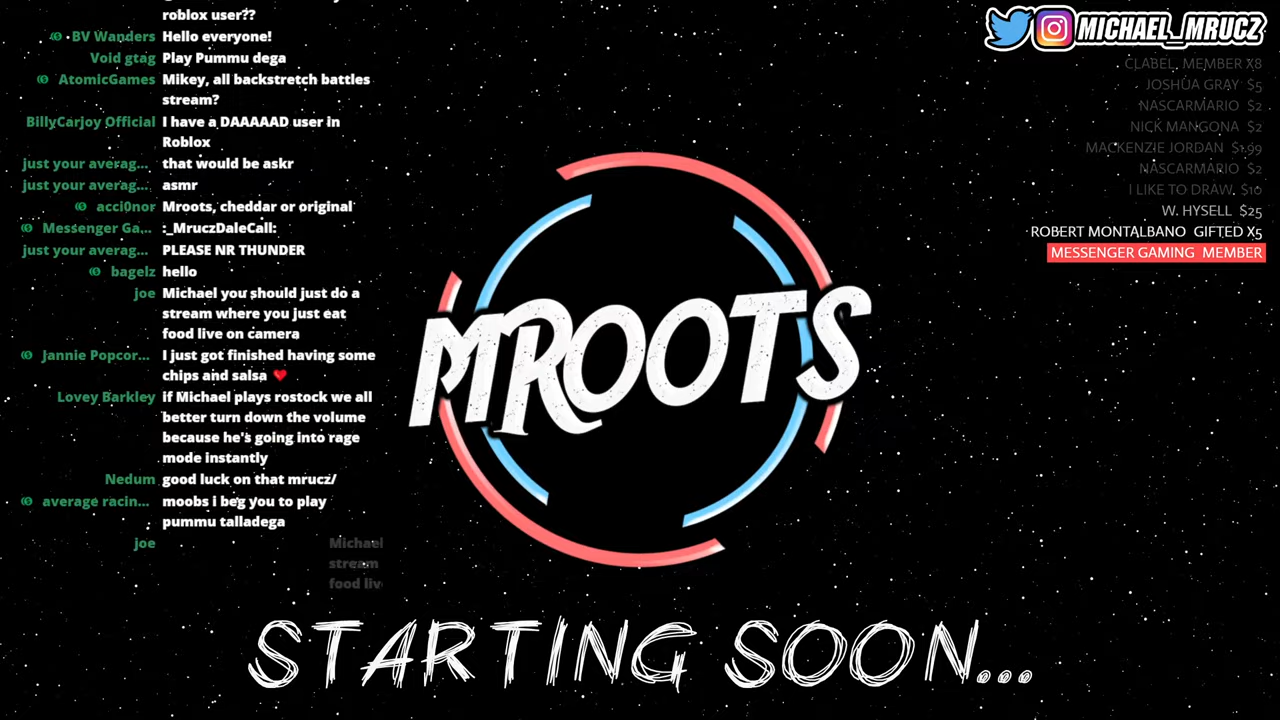 roblox user??
BV Wanders Hello everyone!
Void gtag Play Pummu dega
AtomicGames Mikey, all backstretch battles
stream?
BillyCarjoy Official I have a DAAAAAD user in
Roblox
just your averag... that would be askr
just your averag... asmr
acci0nor Mroots, cheddar or original
Messenger Ga... :_MruczDaleCall:
just your averag... PLEASE NR THUNDER
bagelz hello
joe Michael you should just do a
stream where you just eat
food live on camera
Jannie Popcor... I just got finished having some
chips and salsa
Lovey Barkley if Michael plays rostock we all
better turn down the volume
because he's going into rage
mode instantly
Nedum good luck on that mrucz/
average racin... moobs i beg you to play
pummu talladega
joe Michael
stream
food liv
MROOTS
STARTING SOON...
MICHAEL_MRUCZ
CLABEL MEMBER X8
JOSHUA GRAY $5
NASCARMARIO $2
NICK MANGONA $2
MACKENZIE JORDAN $1.99
NASCARMARIO $2
I LIKE TO DRAW. $10
W. HYSELL $25
ROBERT MONTALBANO GIFTED X5
MESSENGER GAMING MEMBER